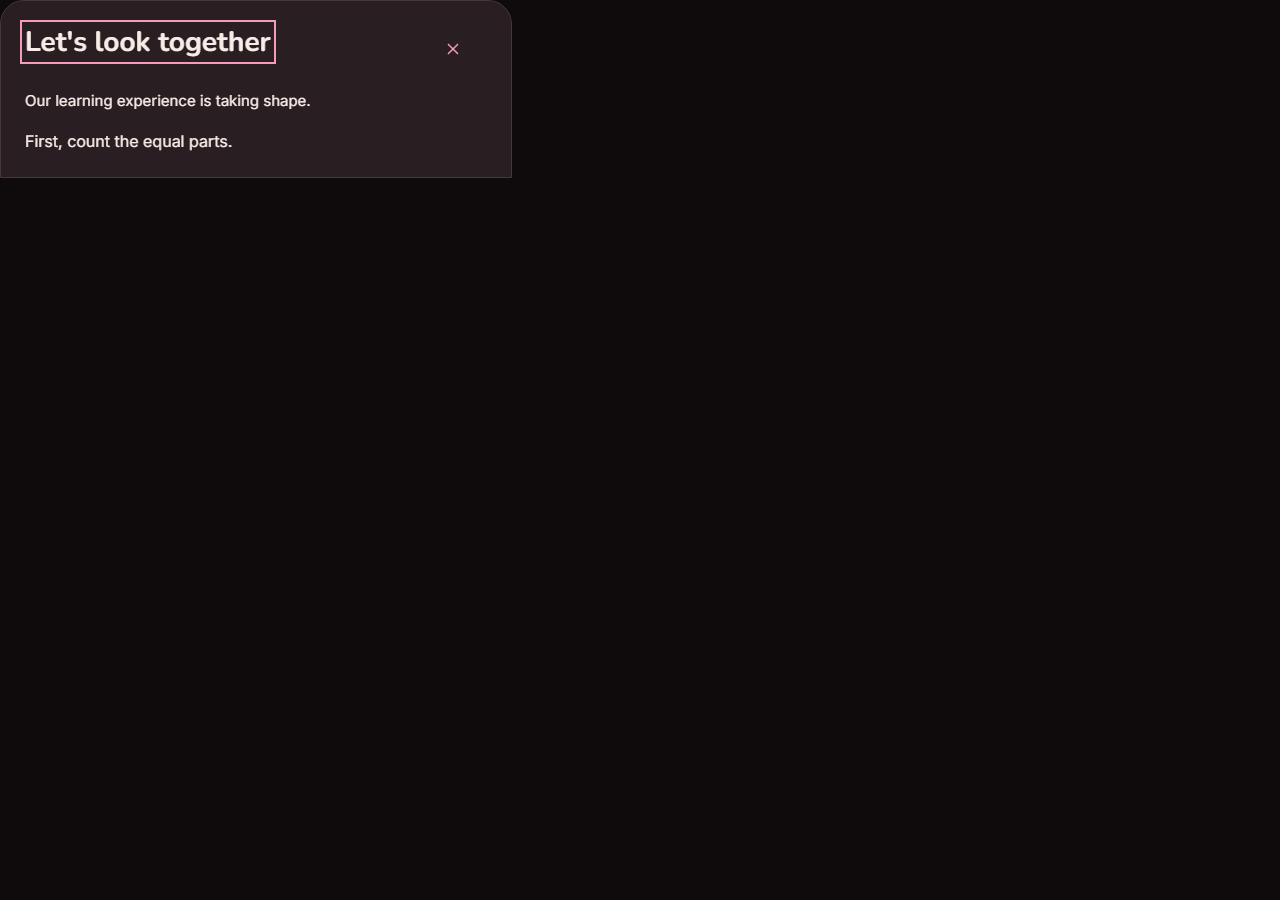 Let's look together
Our learning experience is taking shape.
First, count the equal parts.